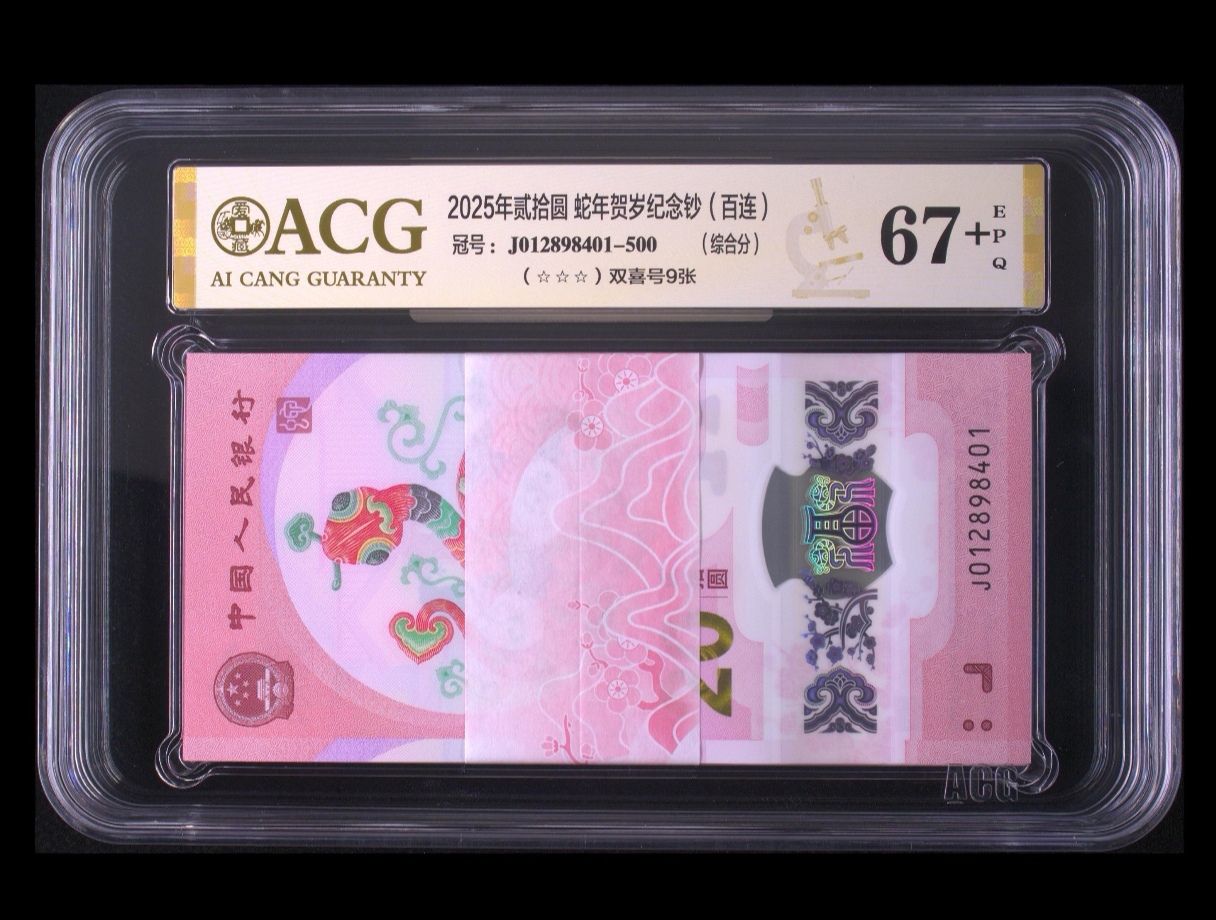 ACG
AI CANG GUARANTY
2025年贰拾圆 蛇年贺岁纪念钞（百连）
冠号：J012898401-500 （综合分）
（☆☆☆）双喜号9张
67+
EPQ
中国人民银行
圆
20
J012898401
ACG